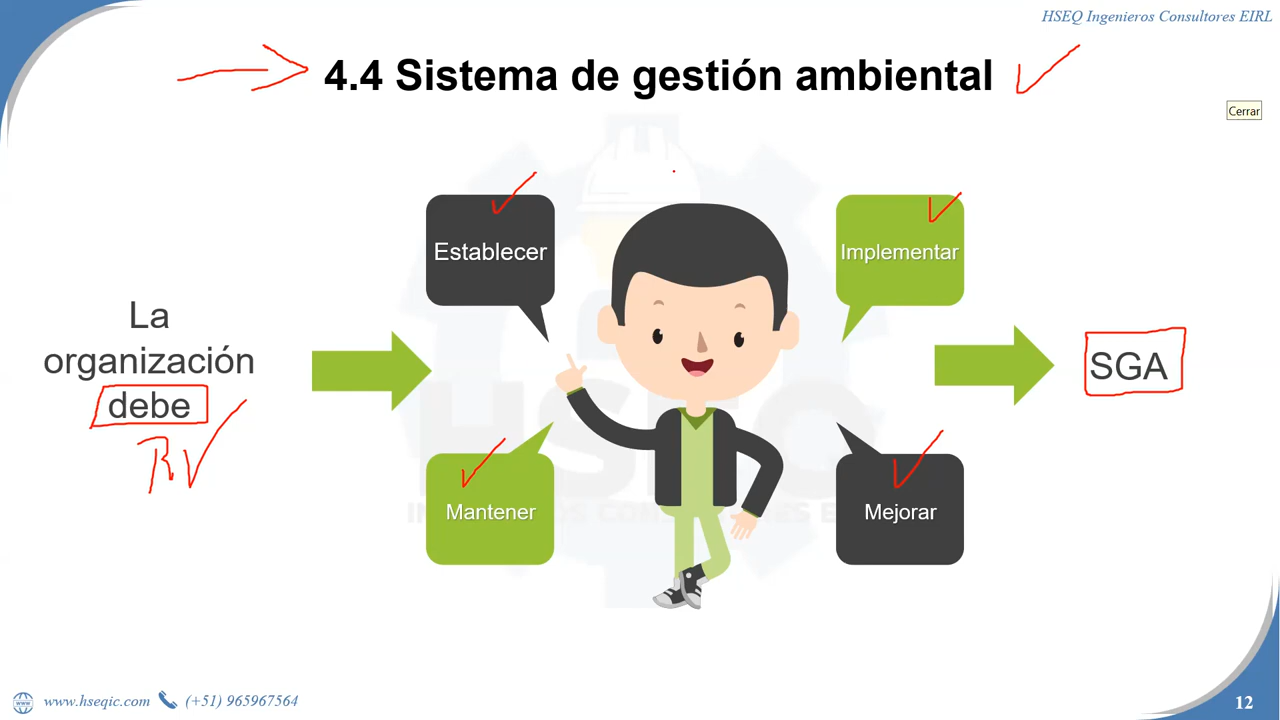 HSEQ Ingenieros Consultores EIRL
4.4 Sistema de gestión ambiental
Cerrar
Establecer
Implementar
La
organización
debe
SGA
Mantener
Mejorar
HSEQ
www.hseqic.com
(+51) 965967564
12